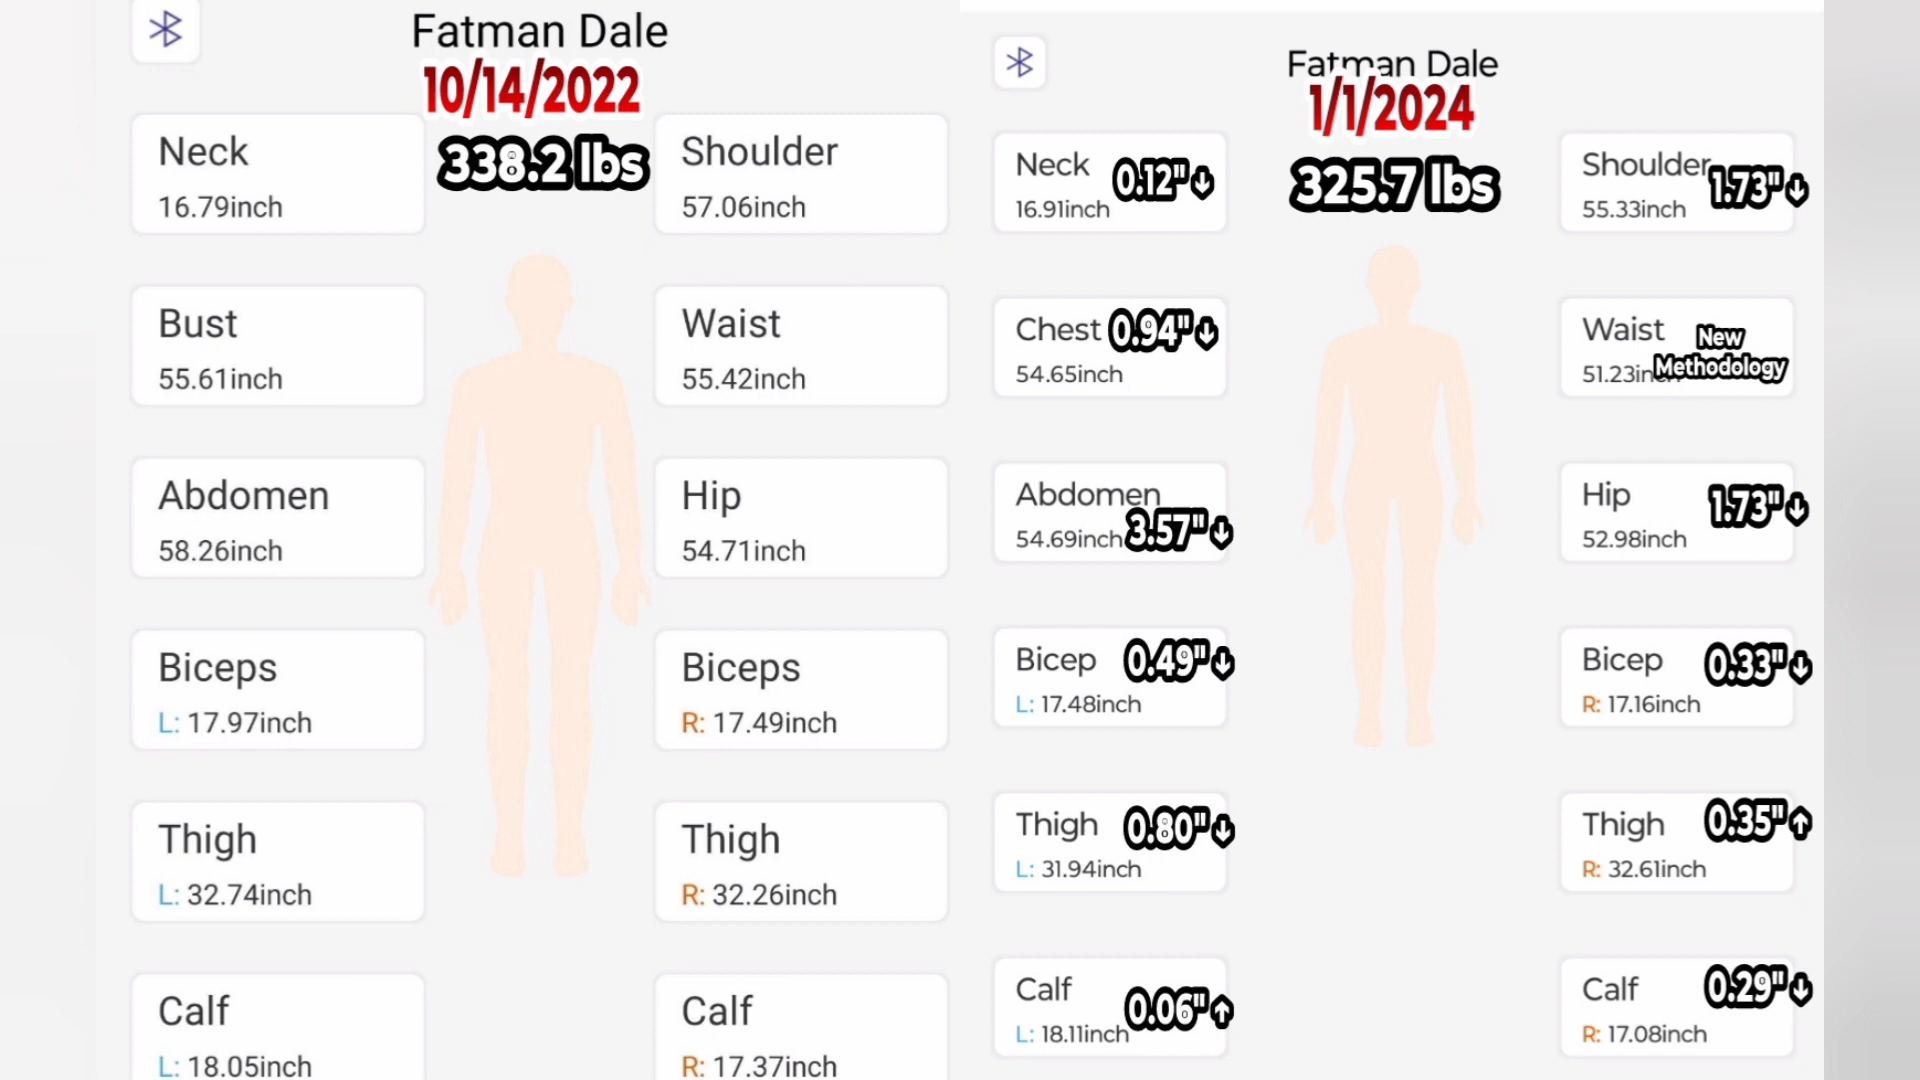 Fatman Dale
10/14/2022
338.2 lbs
Neck
16.79inch
Shoulder
57.06inch
Bust
55.61inch
Waist
55.42inch
Abdomen
58.26inch
Hip
54.71inch
Biceps
L: 17.97inch
Biceps
R: 17.49inch
Thigh
L: 32.74inch
Thigh
R: 32.26inch
Calf
L: 18.05inch
Calf
R: 17.37inch
Fatman Dale
1/1/2024
325.7 lbs
Neck 0.12"↓
16.91inch
Shoulder 1.73"↓
55.33inch
Chest 0.94"↓
54.65inch
Waist New
51.23inch Methodology
Abdomen
54.69inch 3.57"↓
Hip 1.73"↓
52.98inch
Bicep 0.49"↓
L: 17.48inch
Bicep 0.33"↓
R: 17.16inch
Thigh 0.80"↓
L: 31.94inch
Thigh 0.35"↑
R: 32.61inch
Calf 0.06"↑
L: 18.11inch
Calf 0.29"↓
R: 17.08inch